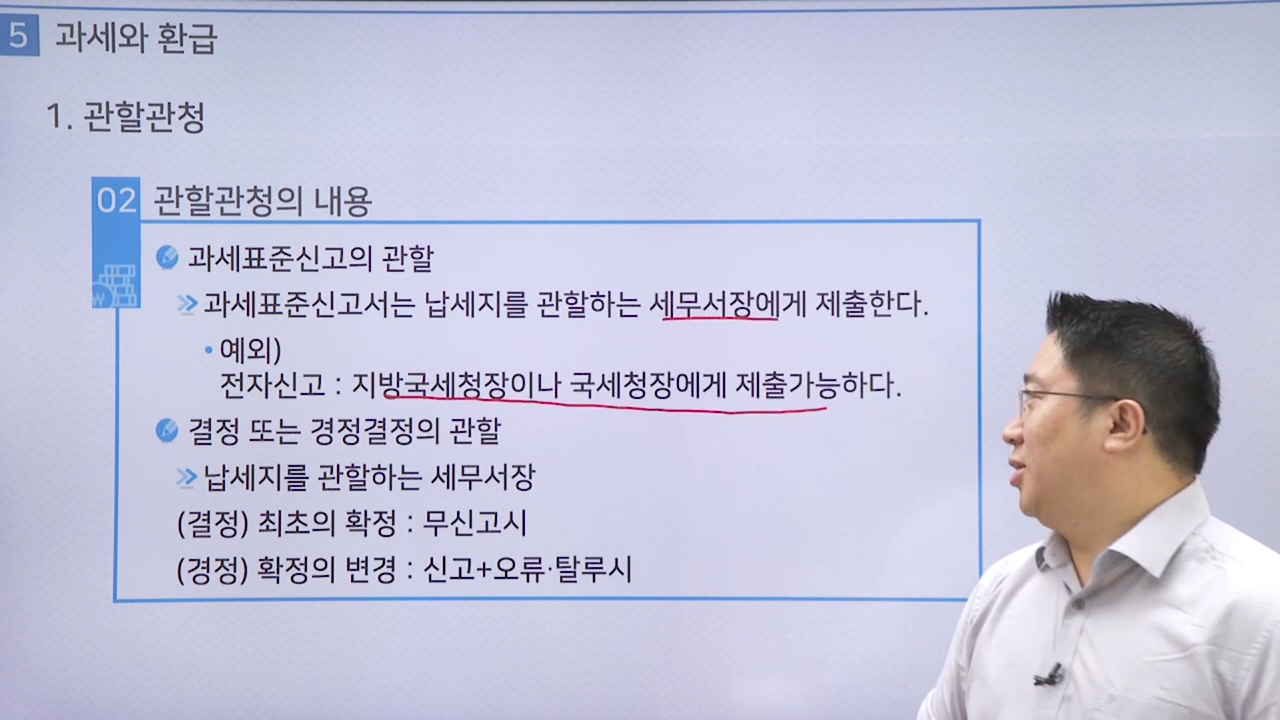 5 과세와 환급
1. 관할관청
02 관할관청의 내용
과세표준신고의 관할
과세표준신고서는 납세지를 관할하는 세무서장에게 제출한다.
• 예외)
전자신고 : 지방국세청장이나 국세청장에게 제출가능하다.
결정 또는 경정결정의 관할
납세지를 관할하는 세무서장
(결정) 최초의 확정 : 무신고시
(경정) 확정의 변경 : 신고+오류·탈루시
W